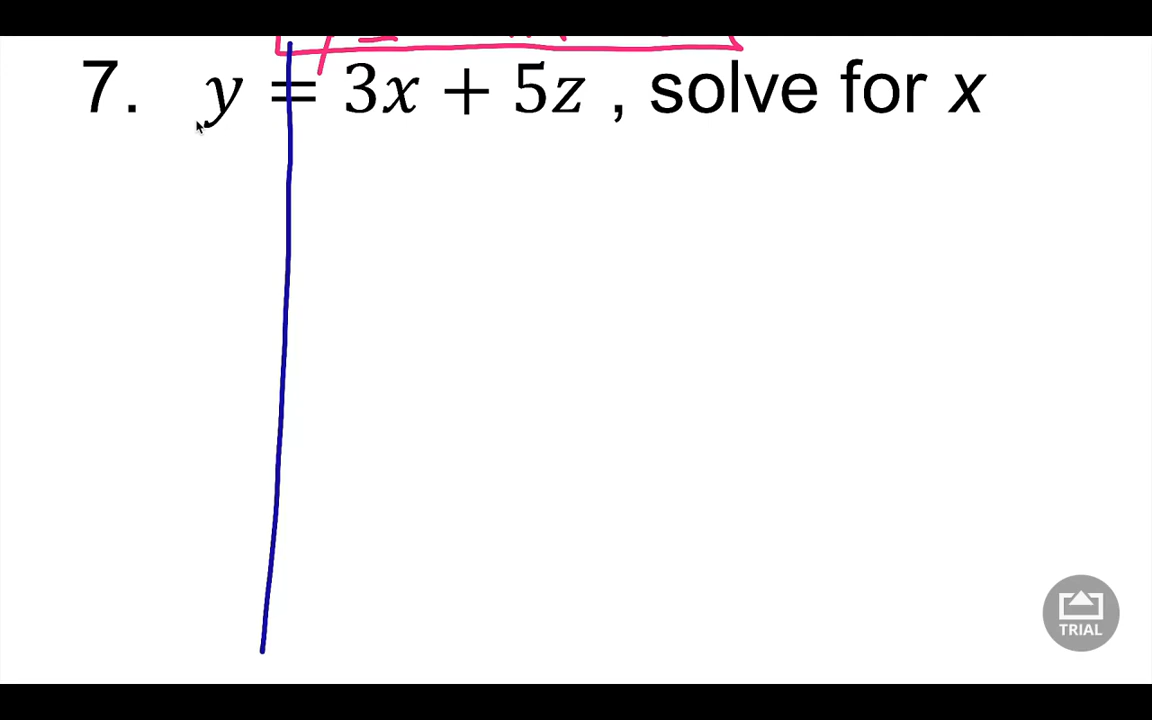 7. y = 3x + 5z , solve for x
TRIAL